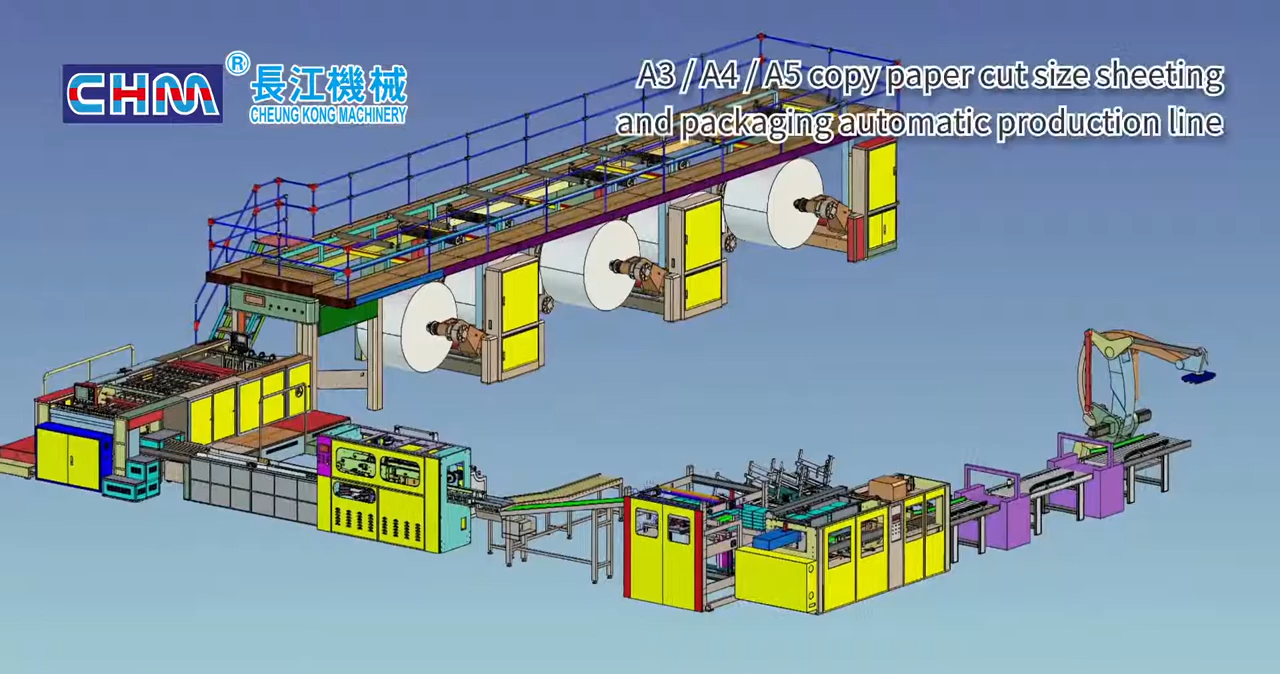 CHM®
長江機械
CHEUNG KONG MACHINERY
A3 / A4 / A5 copy paper cut size sheeting
and packaging automatic production line